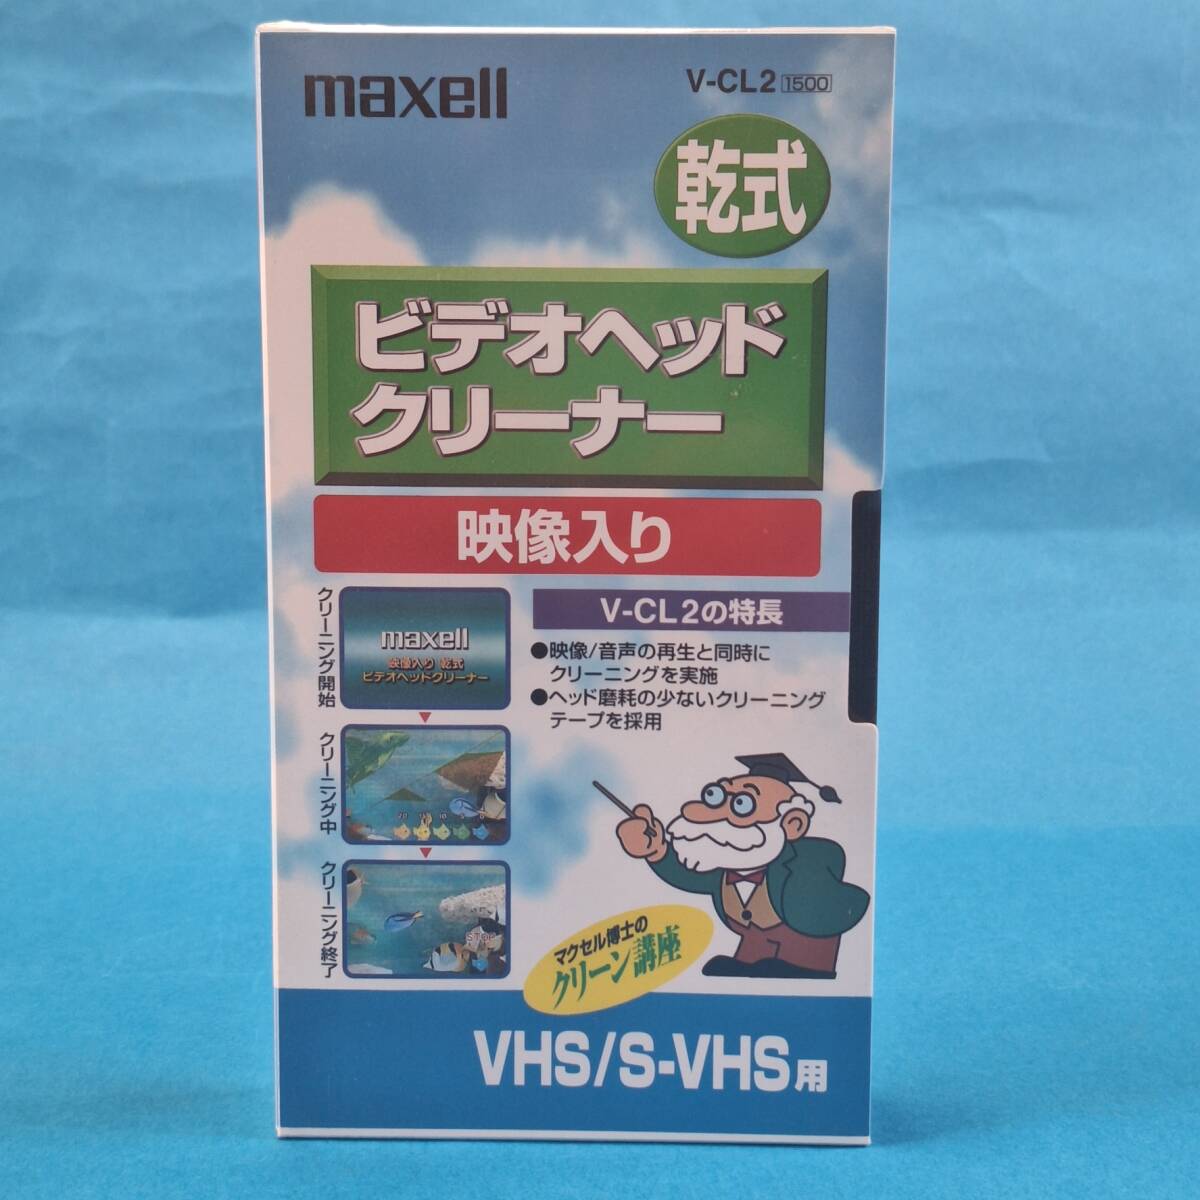 maxell
V-CL2 1500
乾式
ビデオヘッド
クリーナー
映像入り
クリーニング開始
maxell
映像入り 乾式
ビデオヘッドクリーナー
クリーニング中
20 15 10 5 0
クリーニング終了
STOP
V-CL2の特長
●映像/音声の再生と同時に
クリーニングを実施
●ヘッド磨耗の少ないクリーニング
テープを採用
マクセル博士の
クリーン講座
VHS/S-VHS用